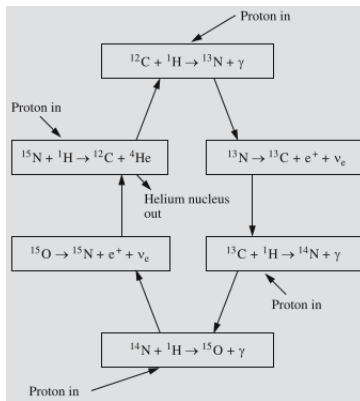 Proton in
¹²C + ¹H → ¹³N + γ
Proton in
¹⁵N + ¹H → ¹²C + ⁴He
¹³N → ¹³C + e⁺ + νₑ
Helium nucleus
out
¹⁵O → ¹⁵N + e⁺ + νₑ
¹³C + ¹H → ¹⁴N + γ
Proton in
¹⁴N + ¹H → ¹⁵O + γ
Proton in